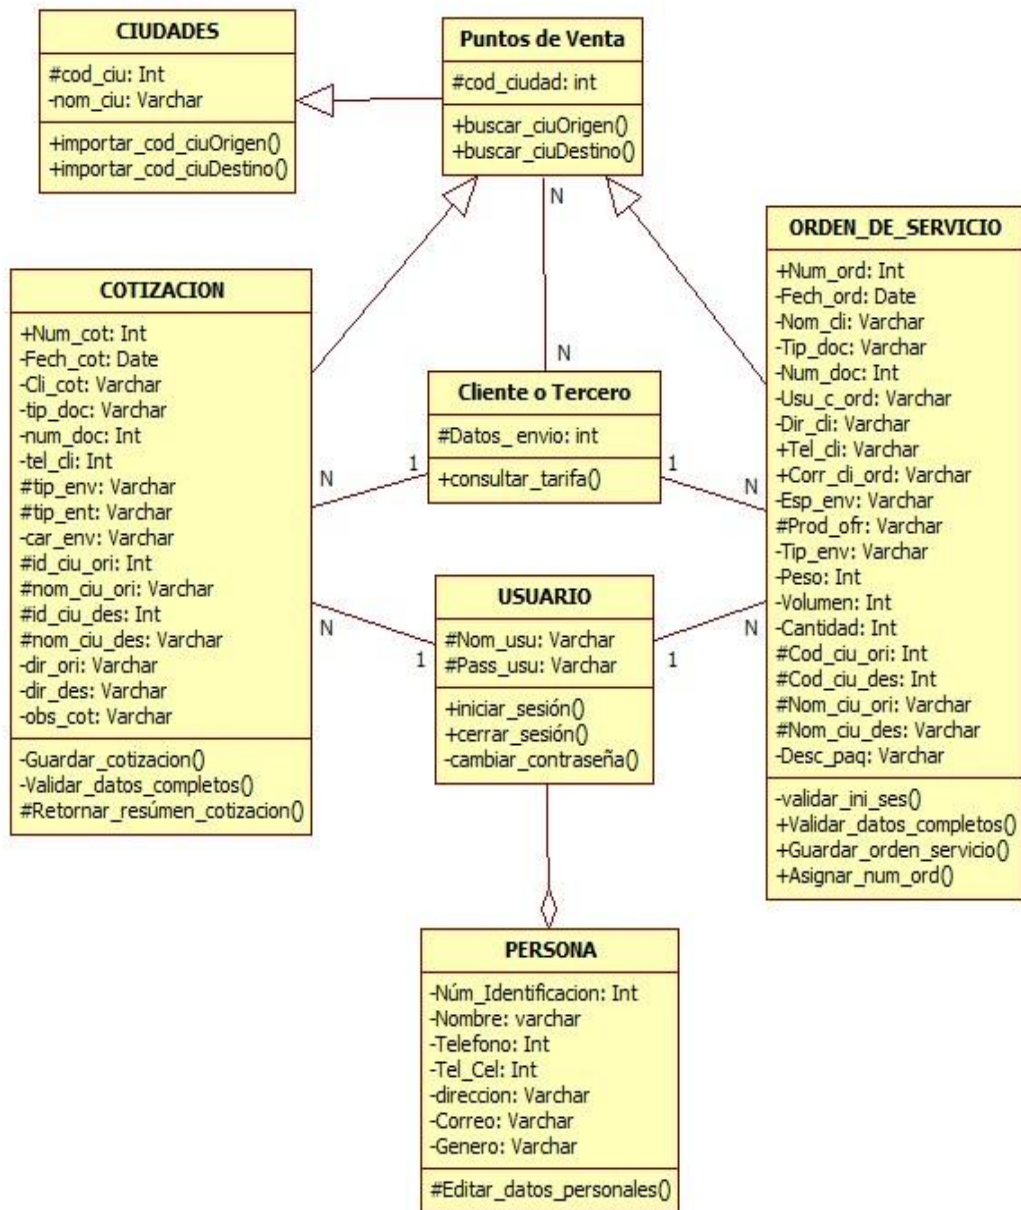 CIUDADES
#cod_ciu: Int
-nom_ciu: Varchar
+importar_cod_ciuOrigen()
+importar_cod_ciuDestino()
Puntos de Venta
#cod_ciudad: int
+buscar_ciuOrigen()
+buscar_ciuDestino()
N
N
COTIZACION
+Num_cot: Int
-Fech_cot: Date
-Cli_cot: Varchar
-tip_doc: Varchar
-num_doc: Int
-tel_cli: Int
#tip_env: Varchar
#tip_ent: Varchar
-car_env: Varchar
#id_ciu_ori: Int
#nom_ciu_ori: Varchar
#id_ciu_des: Int
#nom_ciu_des: Varchar
-dir_ori: Varchar
-dir_des: Varchar
-obs_cot: Varchar
-Guardar_cotizacion()
-Validar_datos_completos()
#Retornar_resúmen_cotizacion()
Cliente o Tercero
#Datos_envio: int
+consultar_tarifa()
N
1
1
N
USUARIO
#Nom_usu: Varchar
#Pass_usu: Varchar
+iniciar_sesión()
+cerrar_sesión()
-cambiar_contraseña()
N
1
1
N
ORDEN_DE_SERVICIO
+Num_ord: Int
-Fech_ord: Date
-Nom_cli: Varchar
-Tip_doc: Varchar
-Num_doc: Int
-Usu_c_ord: Varchar
-Dir_cli: Varchar
+Tel_cli: Varchar
+Corr_cli_ord: Varchar
-Esp_env: Varchar
#Prod_ofr: Varchar
-Tip_env: Varchar
-Peso: Int
-Volumen: Int
-Cantidad: Int
#Cod_ciu_ori: Int
#Cod_ciu_des: Int
#Nom_ciu_ori: Varchar
#Nom_ciu_des: Varchar
-Desc_paq: Varchar
-validar_ini_ses()
+Validar_datos_completos()
+Guardar_orden_servicio()
+Asignar_num_ord()
PERSONA
-Núm_Identificacion: Int
-Nombre: varchar
-Telefono: Int
-Tel_Cel: Int
-direccion: Varchar
-Correo: Varchar
-Genero: Varchar
#Editar_datos_personales()